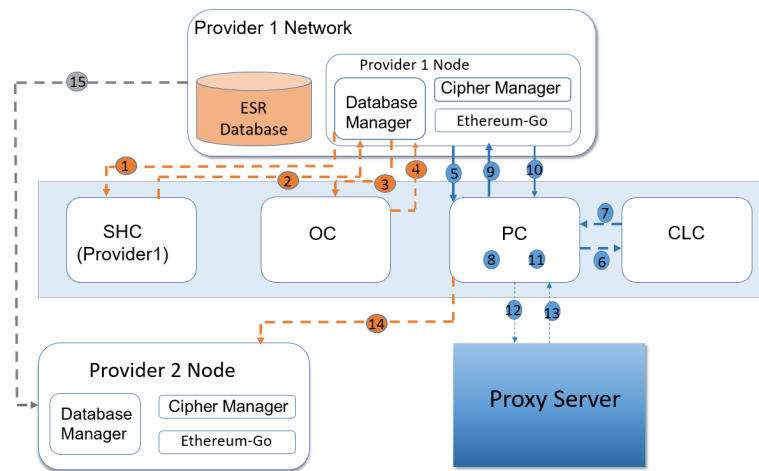 Provider 1 Network
Provider 1 Node
15
ESR
Database
Database
Manager
Cipher Manager
Ethereum-Go
1
2
3
4
5
9
10
SHC
(Provider1)
OC
PC
8
11
7
6
CLC
12
13
14
Provider 2 Node
Database
Manager
Cipher Manager
Ethereum-Go
Proxy Server